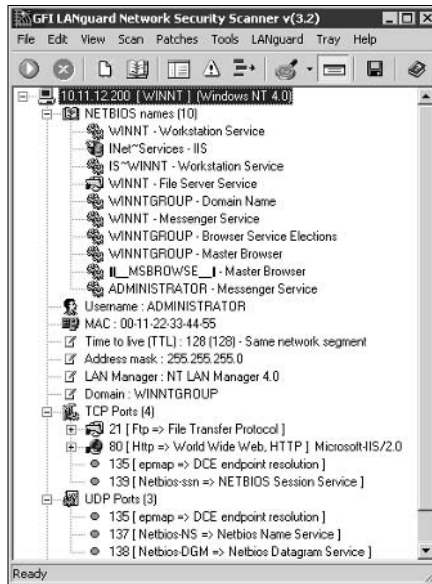 GFI LANguard Network Security Scanner v(3.2)
File Edit View Scan Patches Tools LANguard Tray Help
10.11.12.200 [ WINNT ] (Windows NT 4.0)
NETBIOS names (10)
WINNT - Workstation Service
INet~Services - IIS
IS~WINNT - Workstation Service
WINNT - File Server Service
WINNTGROUP - Domain Name
WINNT - Messenger Service
WINNTGROUP - Browser Service Elections
WINNTGROUP - Master Browser
__MSBROWSE__ - Master Browser
ADMINISTRATOR - Messenger Service
Username : ADMINISTRATOR
MAC : 00-11-22-33-44-55
Time to live (TTL) : 128 (128) - Same network segment
Address mask : 255.255.255.0
LAN Manager : NT LAN Manager 4.0
Domain : WINNTGROUP
TCP Ports (4)
21 [ Ftp => File Transfer Protocol ]
80 [ Http => World Wide Web, HTTP ] Microsoft-IIS/2.0
135 [ epmap => DCE endpoint resolution ]
139 [ Netbios-ssn => NETBIOS Session Service ]
UDP Ports (3)
135 [ epmap => DCE endpoint resolution ]
137 [ Netbios-NS => Netbios Name Service ]
138 [ Netbios-DGM => Netbios Datagram Service ]
Ready